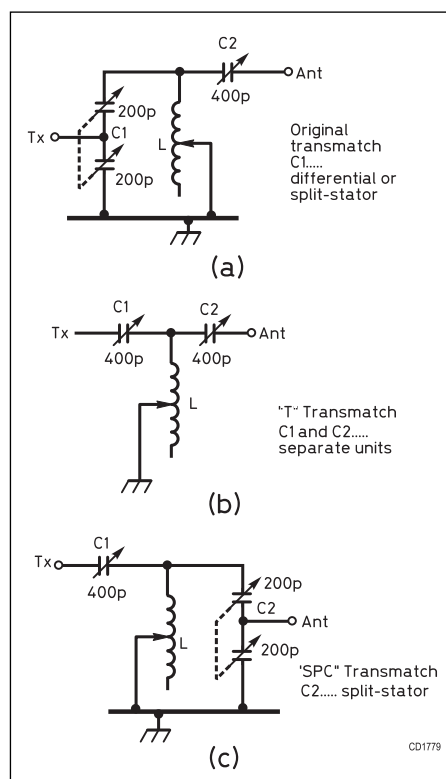 C2
Ant
400p
200p
Tx
C1
200p
L
Original
transmatch
C1.....
differential or
split-stator
(a)
C1
C2
Tx
Ant
400p
400p
L
"T" Transmatch
C1 and C2.....
separate units
(b)
C1
Tx
400p
200p
C2
Ant
L
200p
"SPC" Transmatch
C2..... split-stator
CD1779
(c)